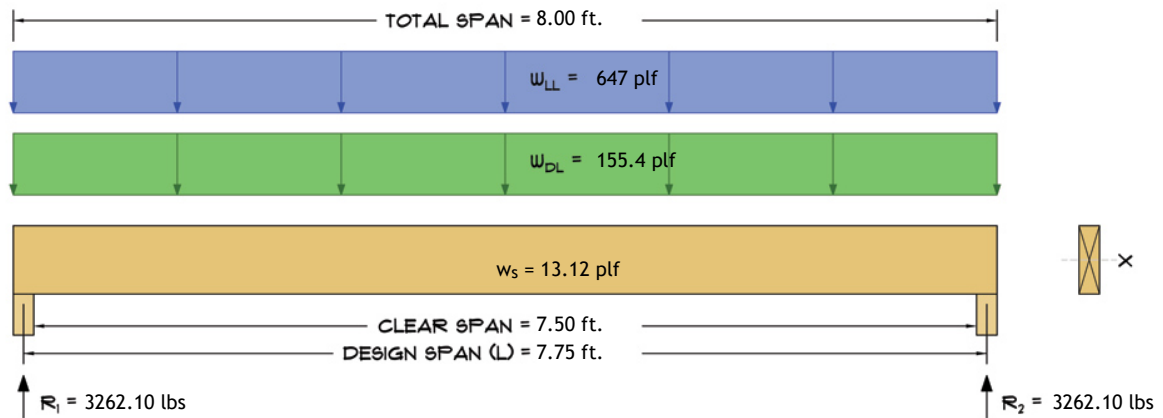 TOTAL SPAN = 8.00 ft.
WLL = 647 plf
WDL = 155.4 plf
ws = 13.12 plf
X
CLEAR SPAN = 7.50 ft.
DESIGN SPAN (L) = 7.75 ft.
R1 = 3262.10 lbs
R2 = 3262.10 lbs